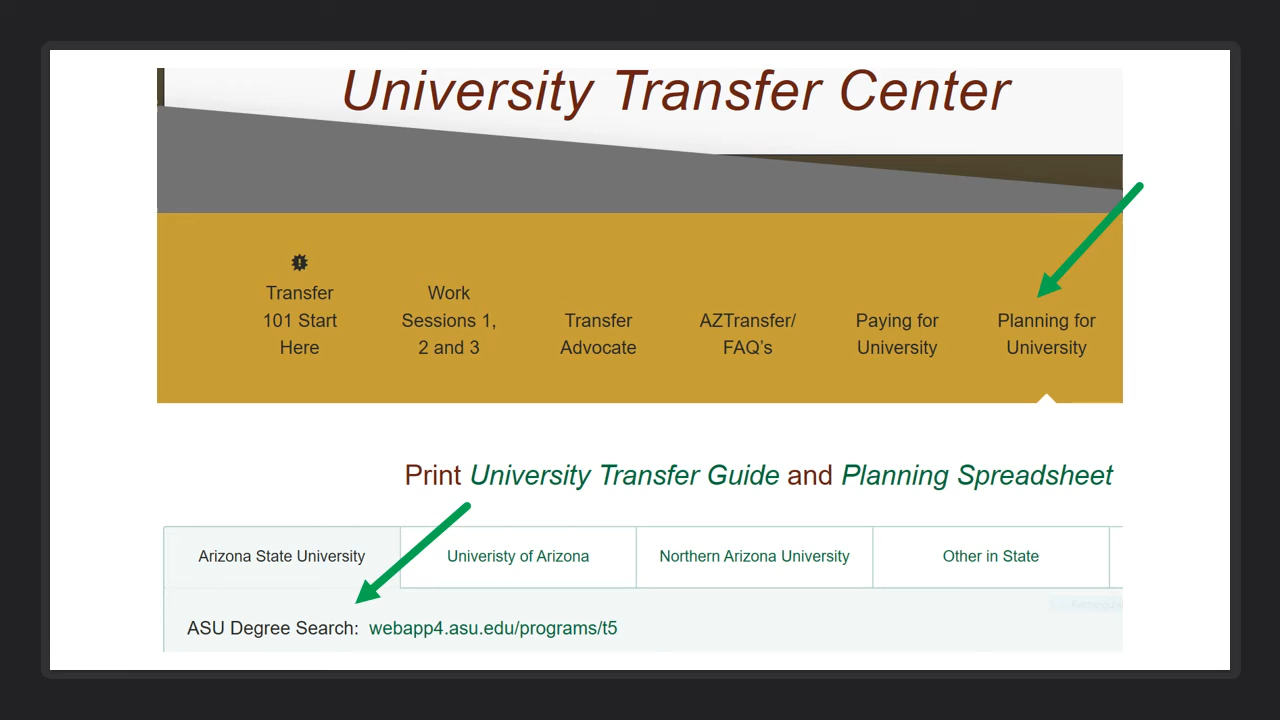 University Transfer Center
Transfer
101 Start
Here
Work
Sessions 1,
2 and 3
Transfer
Advocate
AZTransfer/
FAQ's
Paying for
University
Planning for
University
Print University Transfer Guide and Planning Spreadsheet
Arizona State University
Univeristy of Arizona
Northern Arizona University
Other in State
ASU Degree Search: webapp4.asu.edu/programs/t5